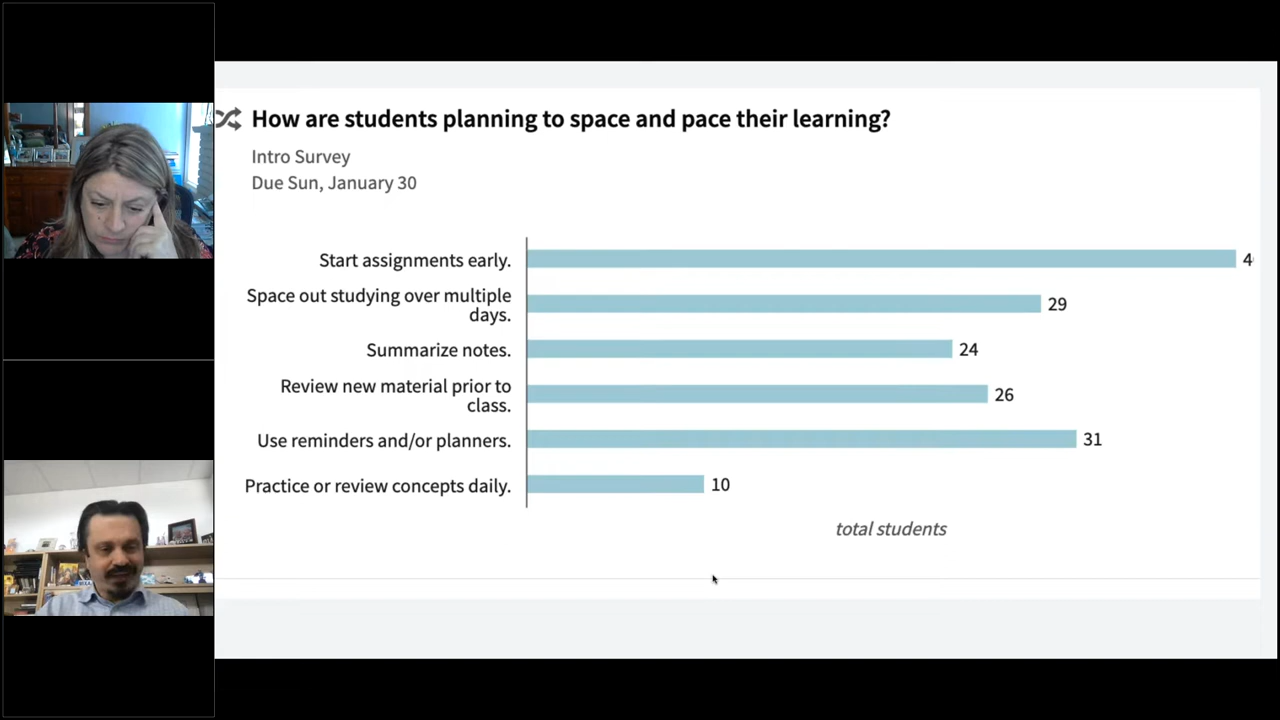 How are students planning to space and pace their learning?
Intro Survey
Due Sun, January 30
Start assignments early.
Space out studying over multiple
days.
29
Summarize notes.
24
Review new material prior to
class.
26
Use reminders and/or planners.
31
Practice or review concepts daily.
10
total students